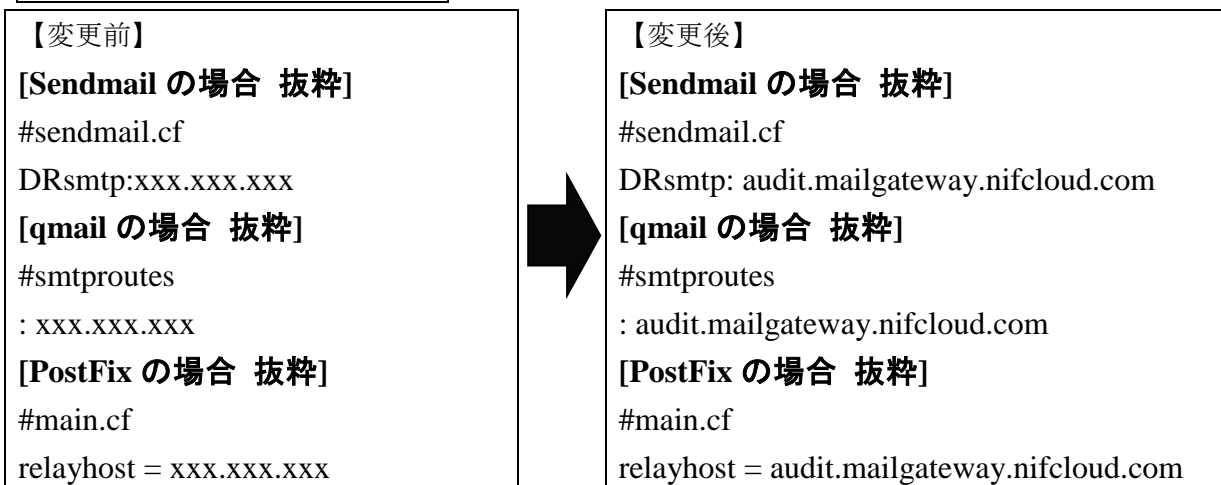 【変更前】
[Sendmail の場合 抜粋]
#sendmail.cf
DRsmtp:xxx.xxx.xxx
[qmail の場合 抜粋]
#smtproutes
: xxx.xxx.xxx
[PostFix の場合 抜粋]
#main.cf
relayhost = xxx.xxx.xxx
【変更後】
[Sendmail の場合 抜粋]
#sendmail.cf
DRsmtp: audit.mailgateway.nifcloud.com
[qmail の場合 抜粋]
#smtproutes
: audit.mailgateway.nifcloud.com
[PostFix の場合 抜粋]
#main.cf
relayhost = audit.mailgateway.nifcloud.com